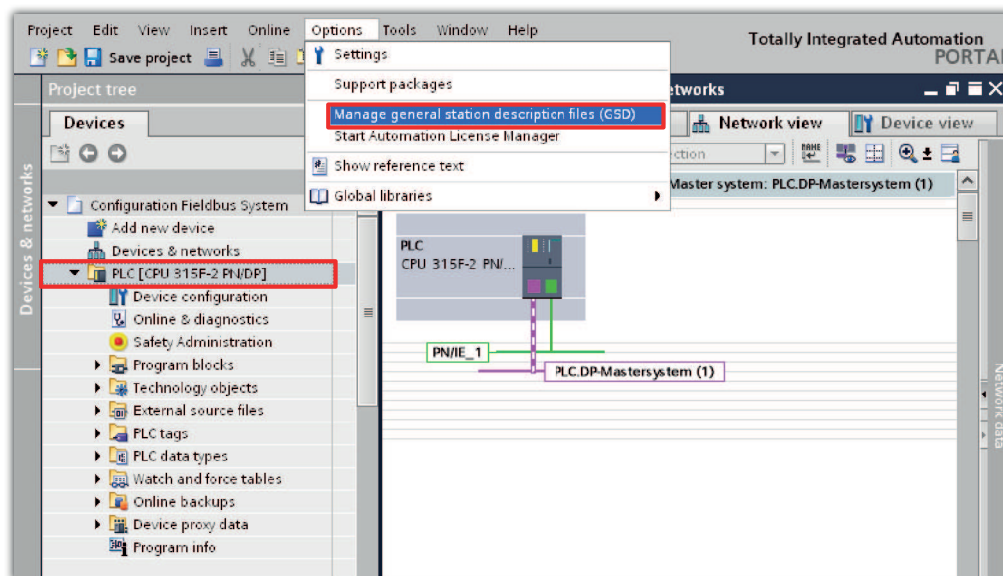 Project Edit View Insert Online Options Tools Window Help
Totally Integrated Automation
PORTAL
Save project
Settings
Support packages
Manage general station description files (GSD)
Start Automation License Manager
Show reference text
Global libraries
Project tree
Devices
Devices & networks
Configuration Fieldbus System
Add new device
Devices & networks
PLC [CPU 315F-2 PN/DP]
Device configuration
Online & diagnostics
Safety Administration
Program blocks
Technology objects
External source files
PLC tags
PLC data types
Watch and force tables
Online backups
Device proxy data
Program info
etworks
Network view
Device view
ction
Master system: PLC.DP-Mastersystem (1)
PLC
CPU 315F-2 PN/...
PN/IE_1
PLC.DP-Mastersystem (1)
Network data